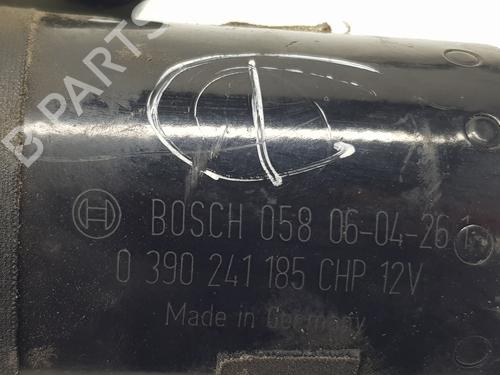 BOSCH 058 06-04-26 1
0 390 241 185 CHP 12V
Made in Germany
B-PARTS